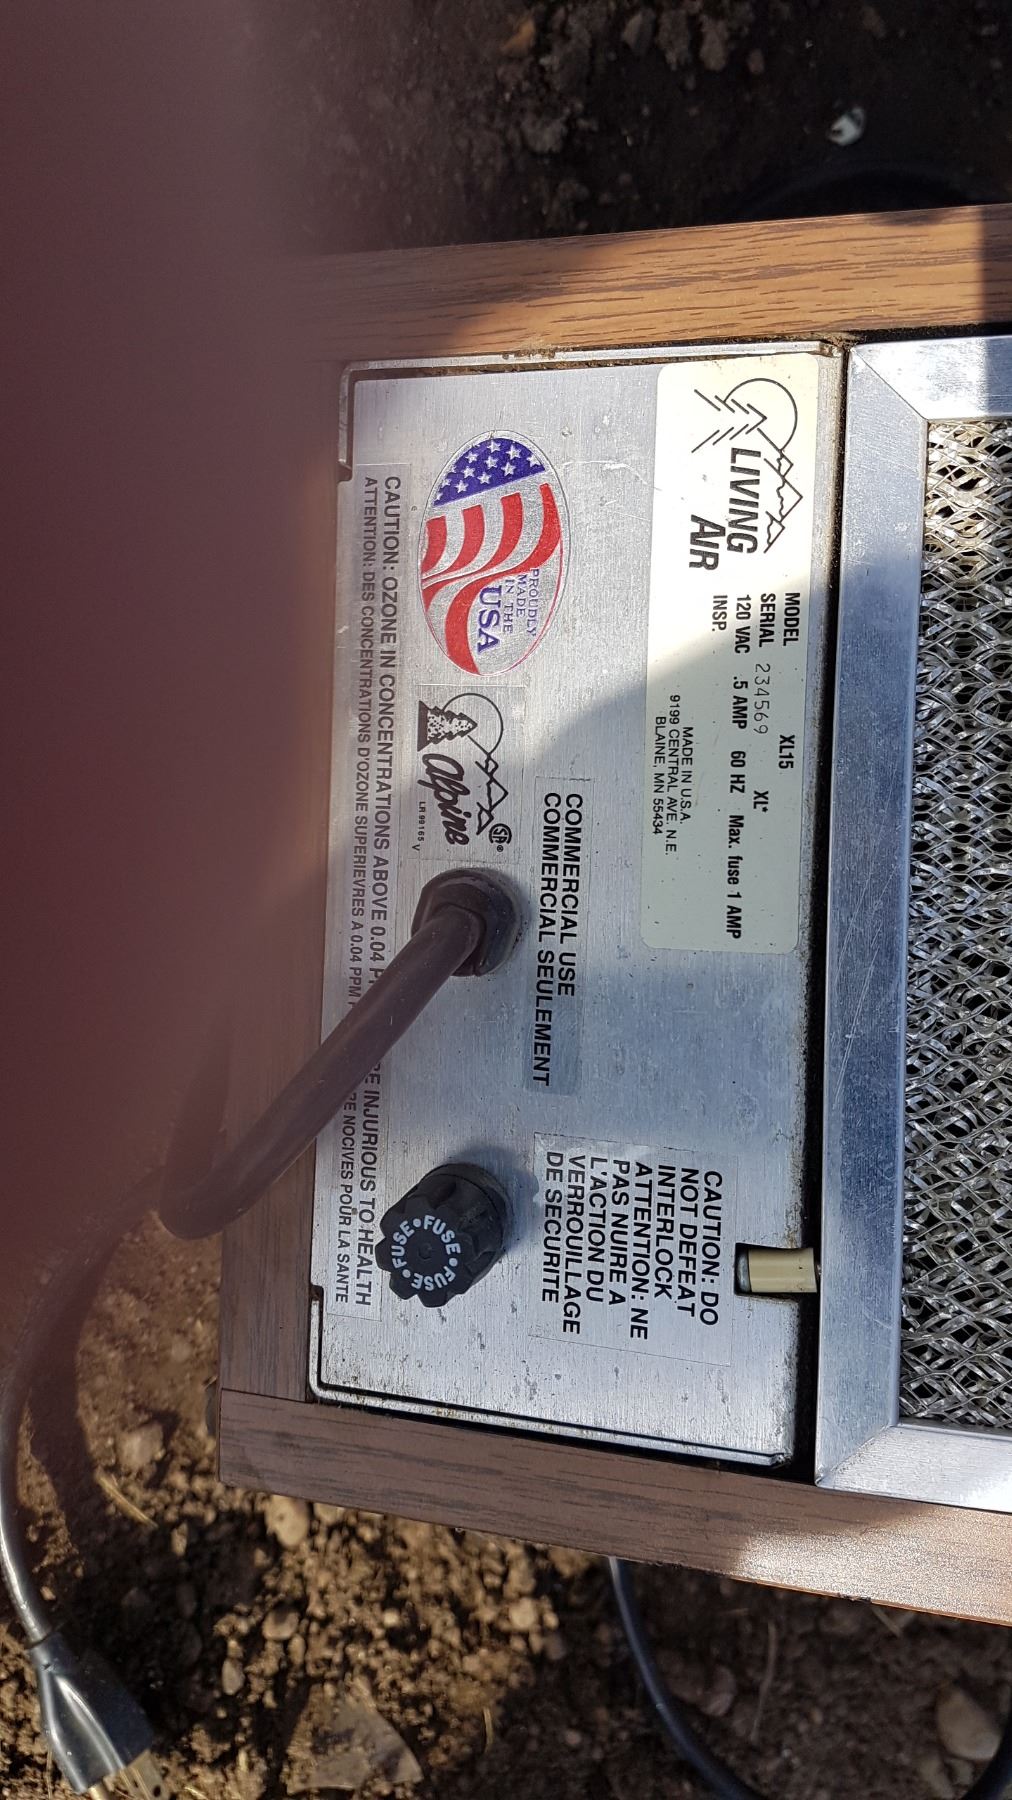 LIVING
AIR
MODEL XL15 XL*
SERIAL 234569
120 VAC .5 AMP 60 HZ Max. fuse 1 AMP
INSP.
MADE IN U.S.A.
9199 CENTRAL AVE. N.E.
BLAINE, MN 55434
PROUDLY
MADE
IN THE
USA
Alpine
SA®
LR 99165 V
COMMERCIAL USE
COMMERCIAL SEULEMENT
CAUTION: DO
NOT DEFEAT
INTERLOCK
ATTENTION: NE
PAS NUIRE A
L'ACTION DU
VERROUILLAGE
DE SECURITE
FUSE • FUSE • FUSE •
CAUTION: OZONE IN CONCENTRATIONS ABOVE 0.04 INJURIOUS TO HEALTH
ATTENTION: DES CONCENTRATIONS D'OZONE SUPERIEVRES A 0.04 PPM NOCIVES POUR LA SANTE